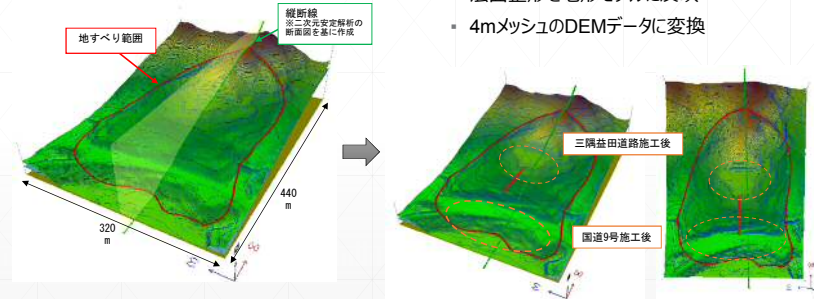 4mメッシュのDEMデータに変換
縦断線
※二次元安定解析の
断面図を基に作成
地すべり範囲
440
m
320
m
三隅益田道路施工後
国道9号施工後